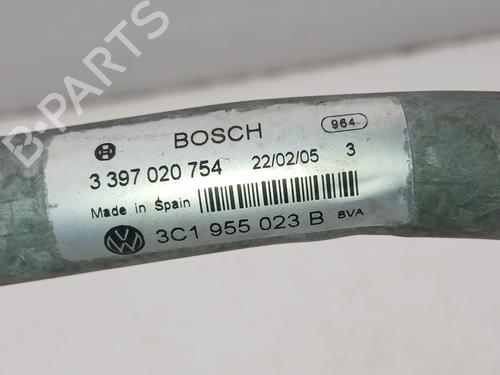 B-PARTS
BOSCH 964
3 397 020 754 22/02/05 3
Made in Spain
3C1 955 023 B BVA